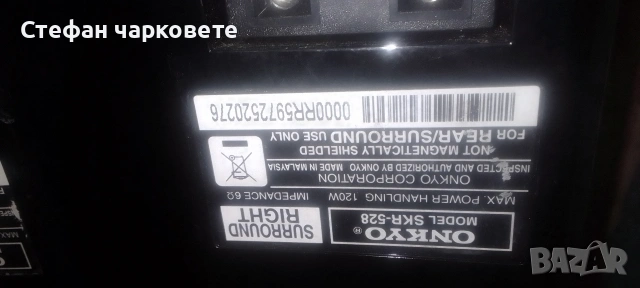 Стефан чарковете
ONKYO®
MODEL SKR-528
SURROUND
RIGHT
MAX. POWER HANDLING 120W IMPEDANCE 6Ω
ONKYO CORPORATION
INSPECTED AND AUTHORIZED BY ONKYO MADE IN MALAYSIA
-NOT MAGNETICALLY SHIELDED
FOR REAR/SURROUND USE ONLY
0000RR5972520276
BAZAR